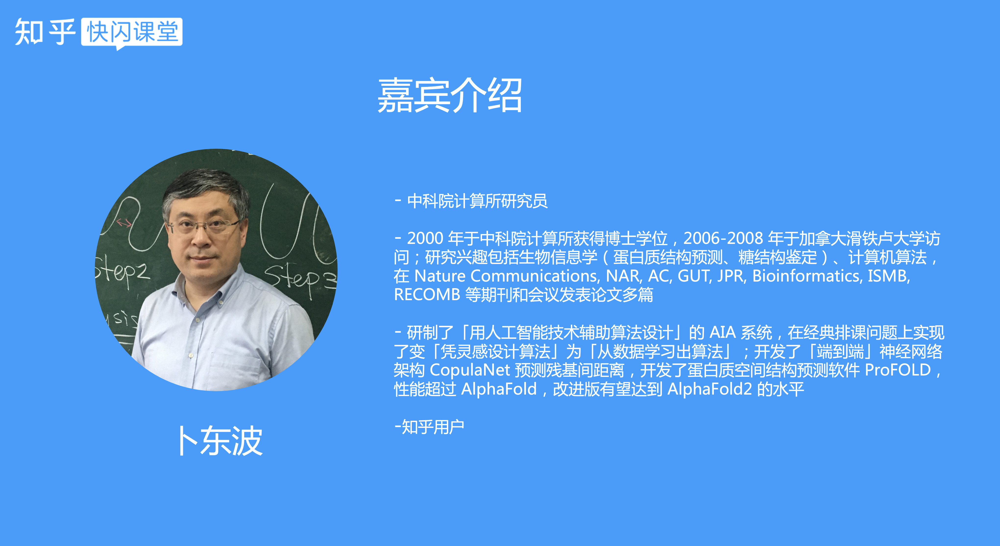 知乎 快闪课堂
嘉宾介绍
- 中科院计算所研究员
- 2000 年于中科院计算所获得博士学位，2006-2008 年于加拿大滑铁卢大学访
问；研究兴趣包括生物信息学（蛋白质结构预测、糖结构鉴定）、计算机算法，
在 Nature Communications, NAR, AC, GUT, JPR, Bioinformatics, ISMB,
RECOMB 等期刊和会议发表论文多篇
- 研制了「用人工智能技术辅助算法设计」的 AIA 系统，在经典排课问题上实现
了变「凭灵感设计算法」为「从数据学习出算法」；开发了「端到端」神经网络
架构 CopulaNet 预测残基间距离，开发了蛋白质空间结构预测软件 ProFOLD，
性能超过 AlphaFold，改进版有望达到 AlphaFold2 的水平
-知乎用户
Step2
Step3
ysis
卜东波